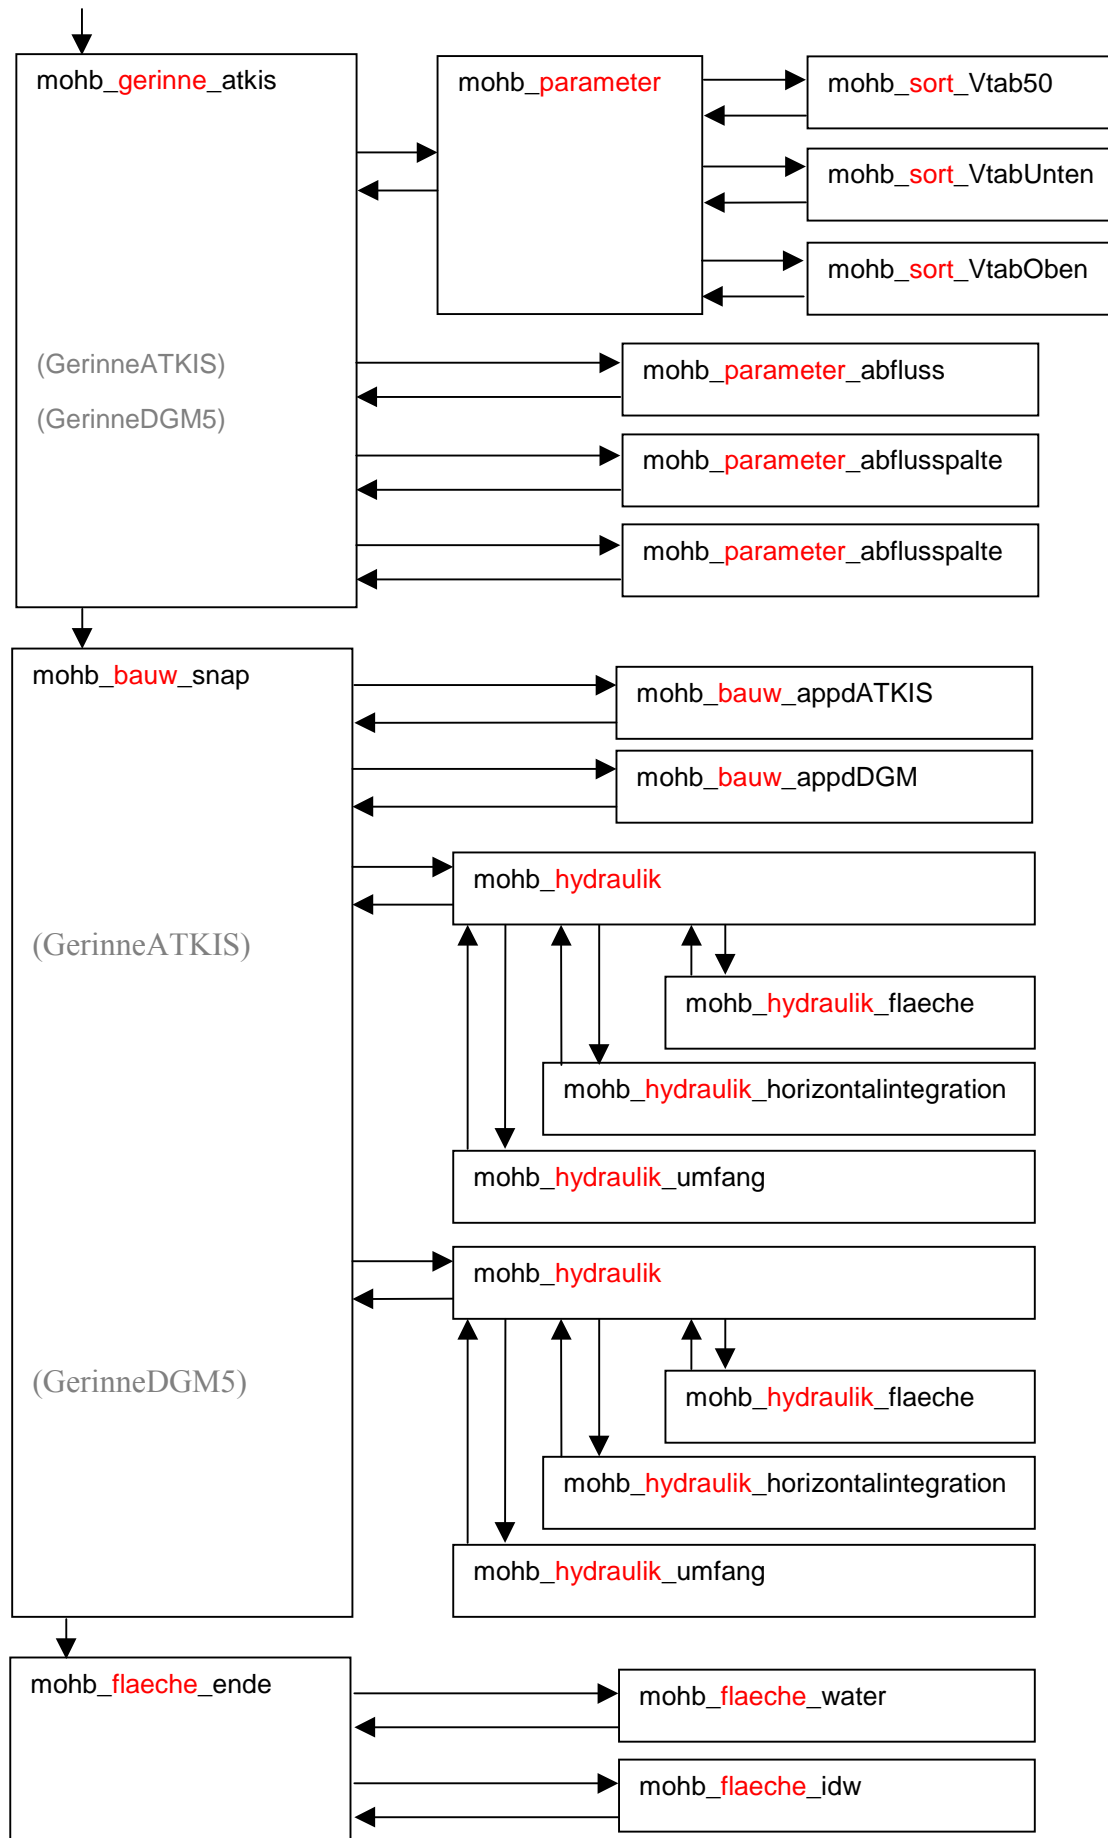 mohb_gerinne_atkis
mohb_parameter
mohb_sort_Vtab50
mohb_sort_VtabUnten
mohb_sort_VtabOben
(GerinneATKIS)
mohb_parameter_abfluss
(GerinneDGM5)
mohb_parameter_abflusspalte
mohb_parameter_abflusspalte
mohb_bauw_snap
mohb_bauw_appdATKIS
mohb_bauw_appdDGM
mohb_hydraulik
(GerinneATKIS)
mohb_hydraulik_flaeche
mohb_hydraulik_horizontalintegration
mohb_hydraulik_umfang
mohb_hydraulik
(GerinneDGM5)
mohb_hydraulik_flaeche
mohb_hydraulik_horizontalintegration
mohb_hydraulik_umfang
mohb_flaeche_ende
mohb_flaeche_water
mohb_flaeche_idw